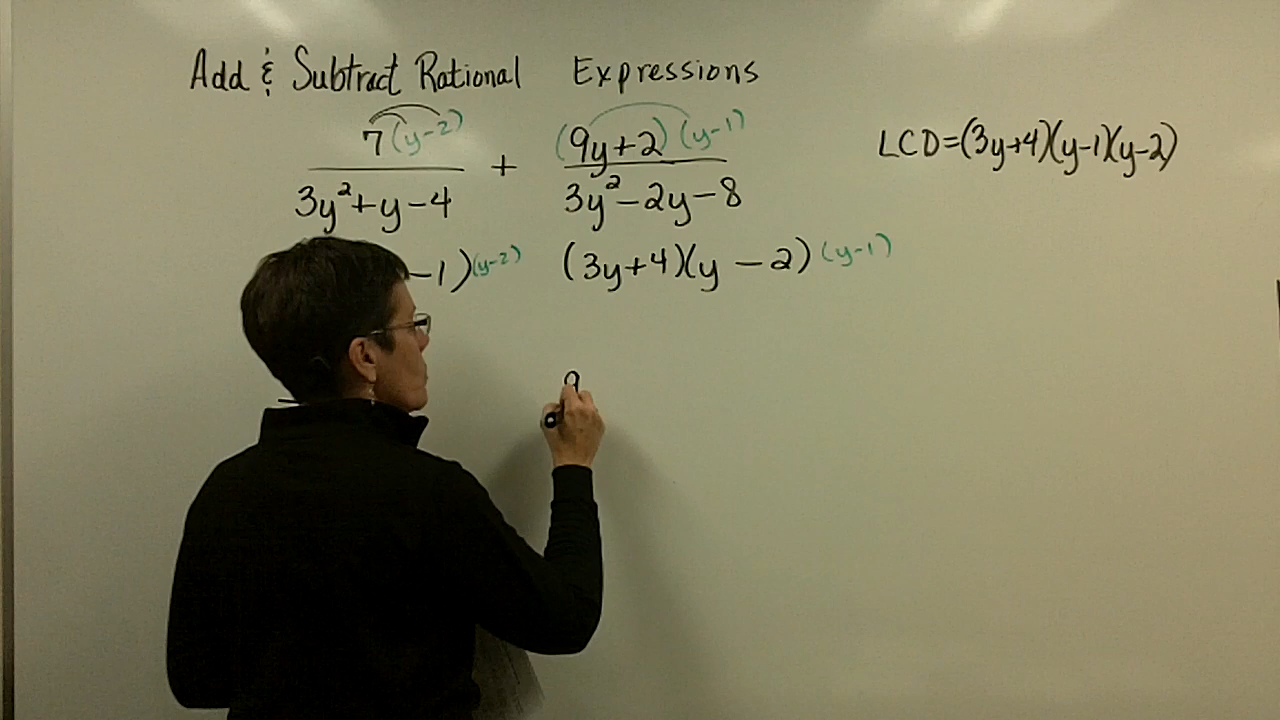 Add & Subtract Rational Expressions
7(y-2) + (9y+2)(y-1)
3y²+y-4 3y²-2y-8
LCD=(3y+4)(y-1)(y-2)
-1)(y-2) (3y+4)(y-2)(y-1)
9